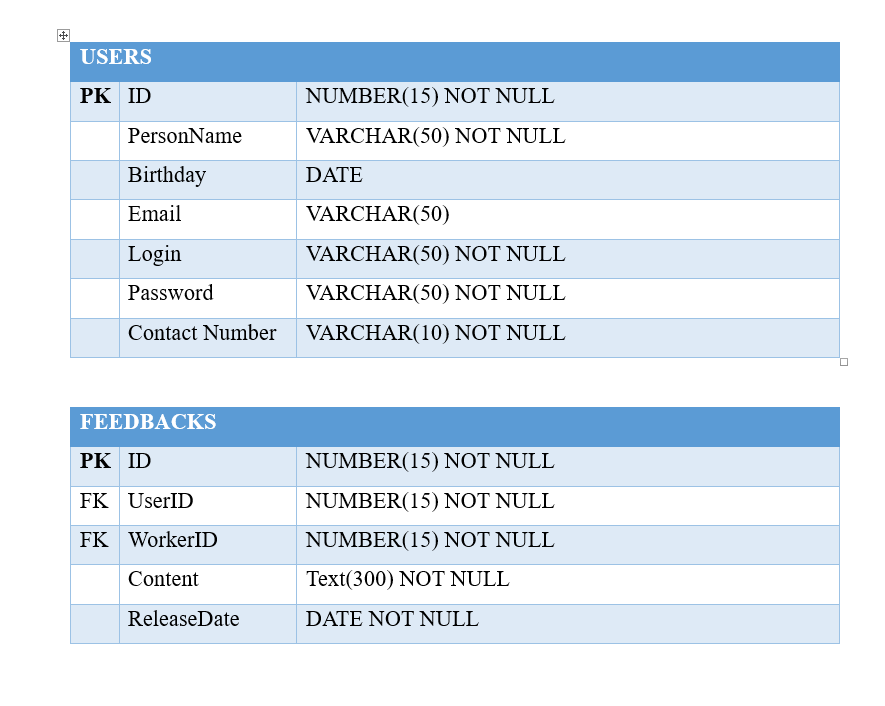 USERS
PK ID NUMBER(15) NOT NULL
PersonName VARCHAR(50) NOT NULL
Birthday DATE
Email VARCHAR(50)
Login VARCHAR(50) NOT NULL
Password VARCHAR(50) NOT NULL
Contact Number VARCHAR(10) NOT NULL
FEEDBACKS
PK ID NUMBER(15) NOT NULL
FK UserID NUMBER(15) NOT NULL
FK WorkerID NUMBER(15) NOT NULL
Content Text(300) NOT NULL
ReleaseDate DATE NOT NULL